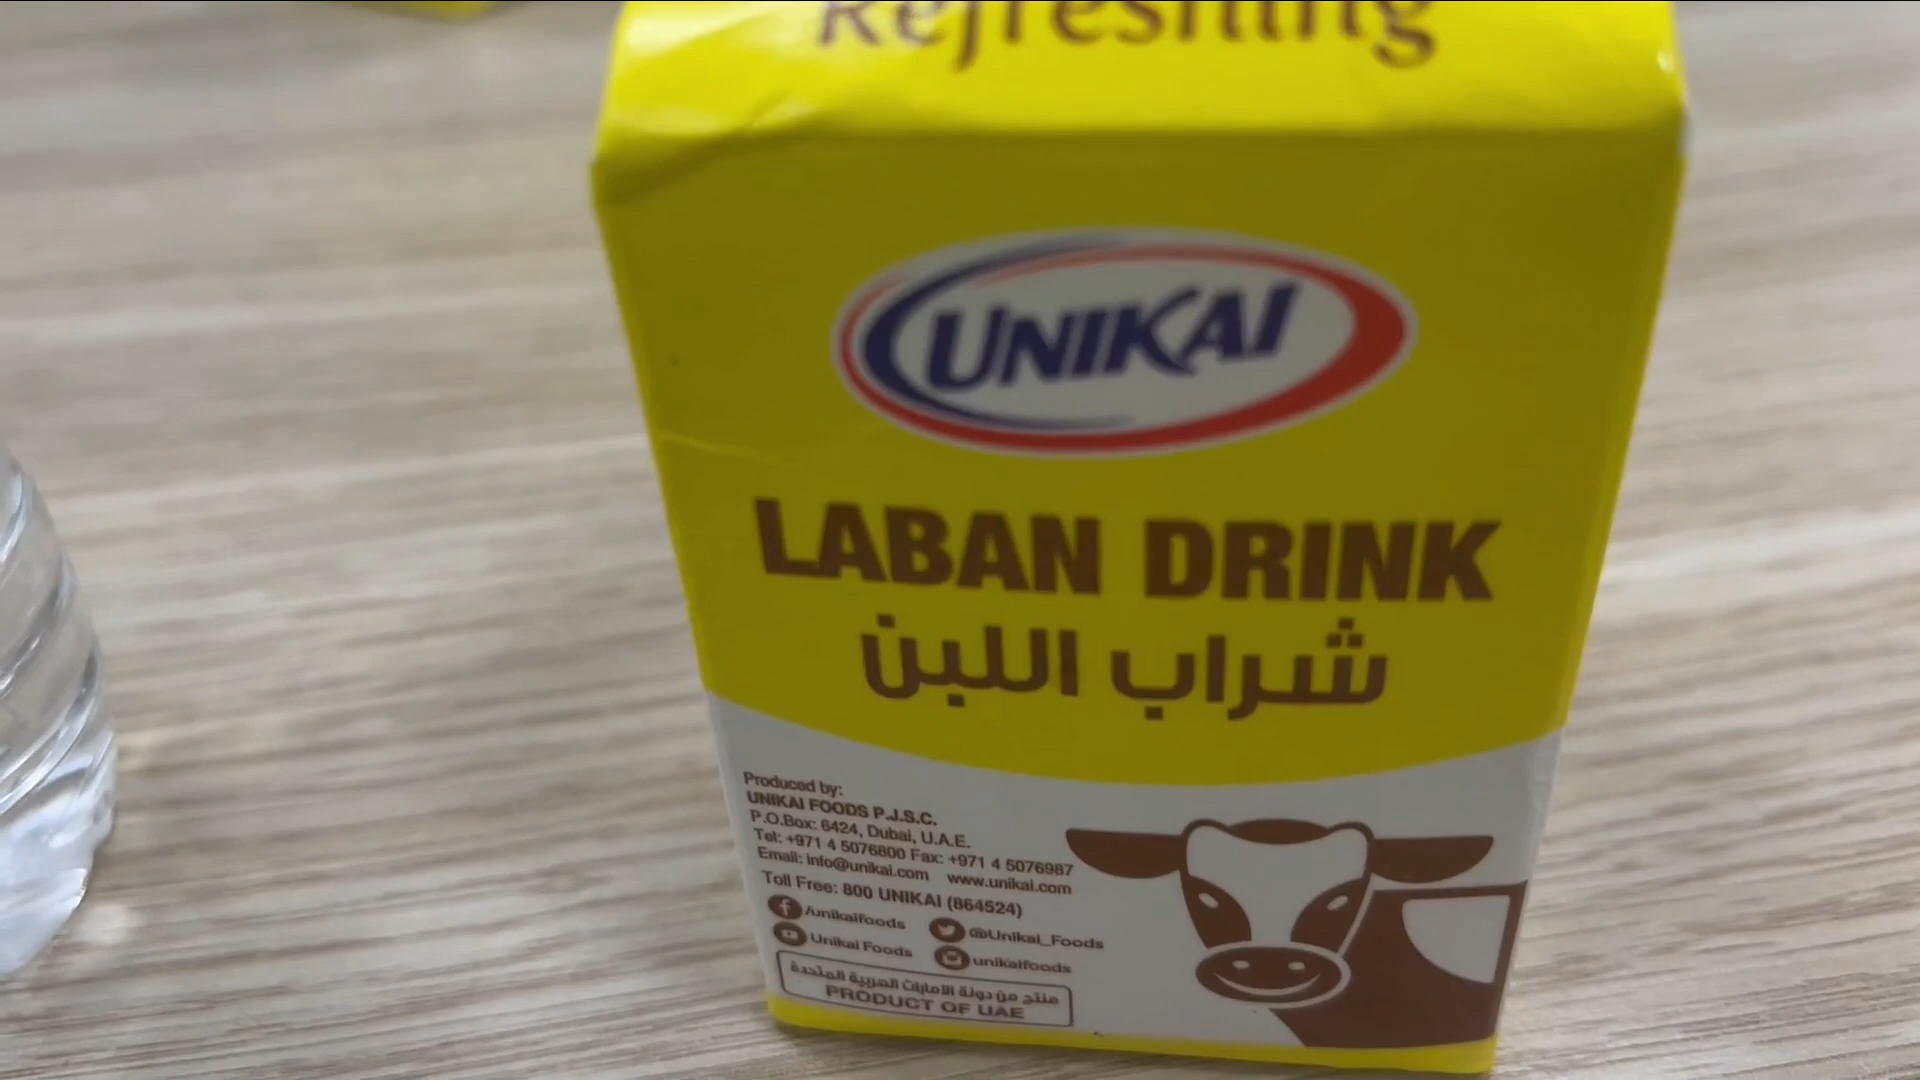 Refreshing
UNIKAI
LABAN DRINK
شراب اللبن
Produced by:
UNIKAI FOODS P.J.S.C.
P.O.Box: 6424, Dubai, U.A.E.
Tel: +971 4 5076800 Fax: +971 4 5076987
Email: info@unikai.com www.unikai.com
Toll Free: 800 UNIKAI (864524)
/unikaifoods @Unikai_Foods
Unikai Foods unikaifoods
منتج من دولة الامارات العربية المتحدة
PRODUCT OF UAE